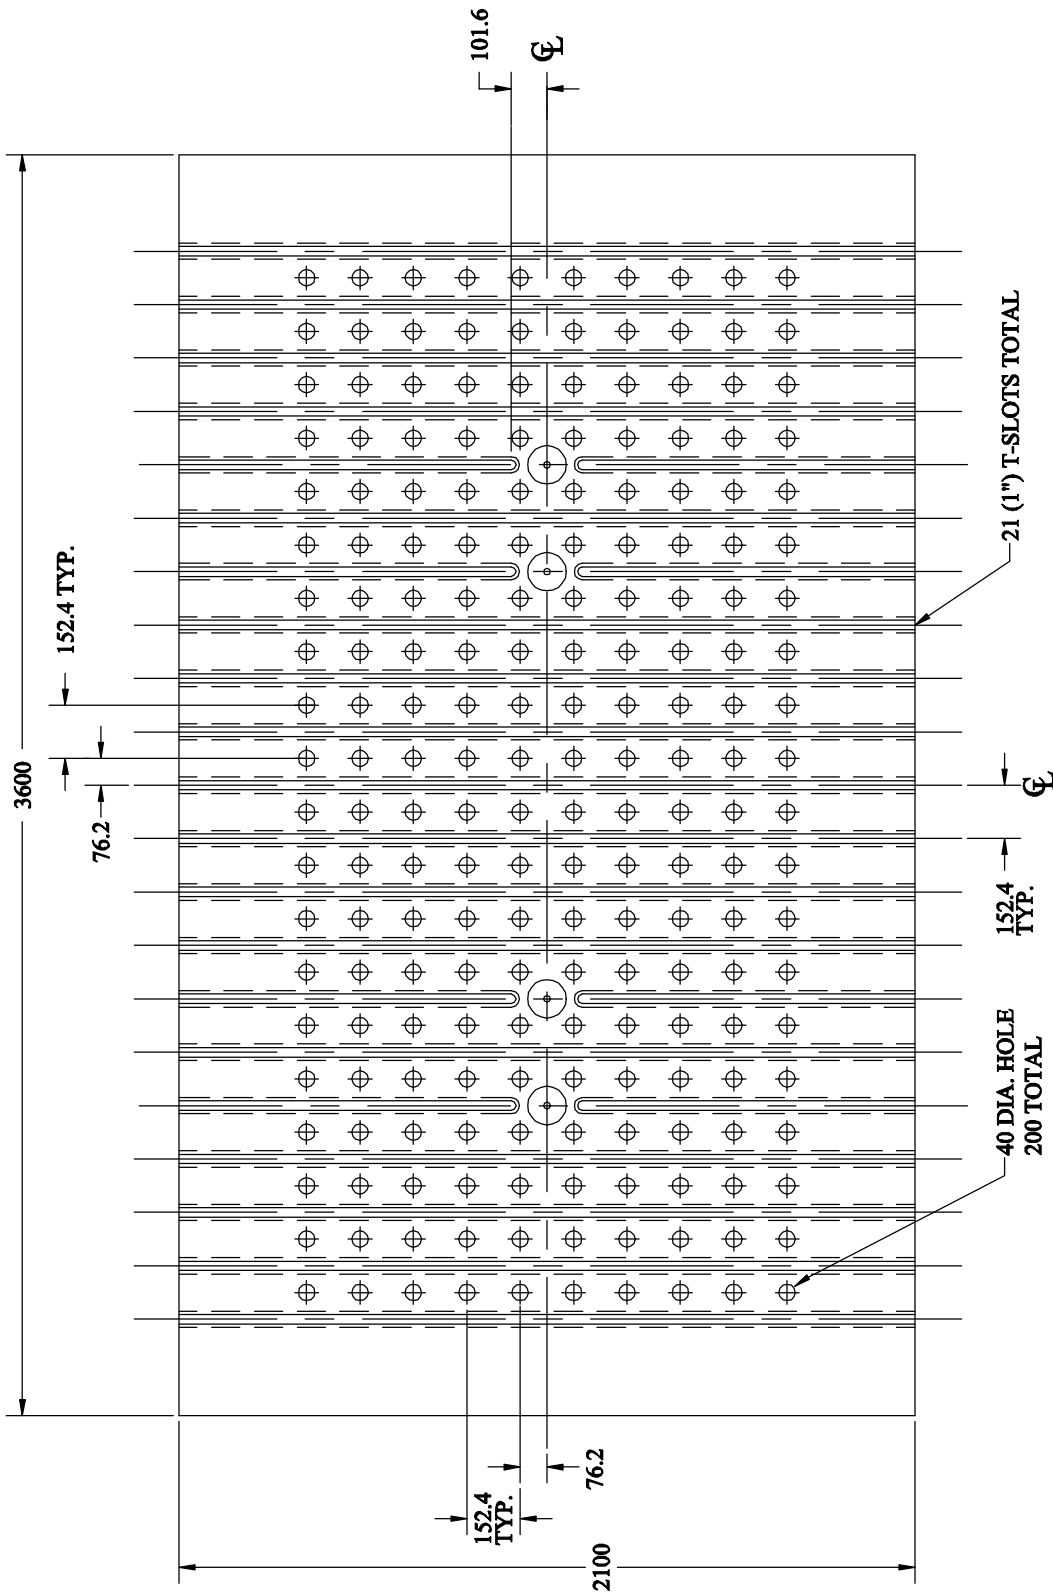 101.6
℄
152.4 TYP.
3600
76.2
21 (1") T-SLOTS TOTAL
℄
152.4
TYP.
40 DIA. HOLE
200 TOTAL
76.2
152.4
TYP.
2100